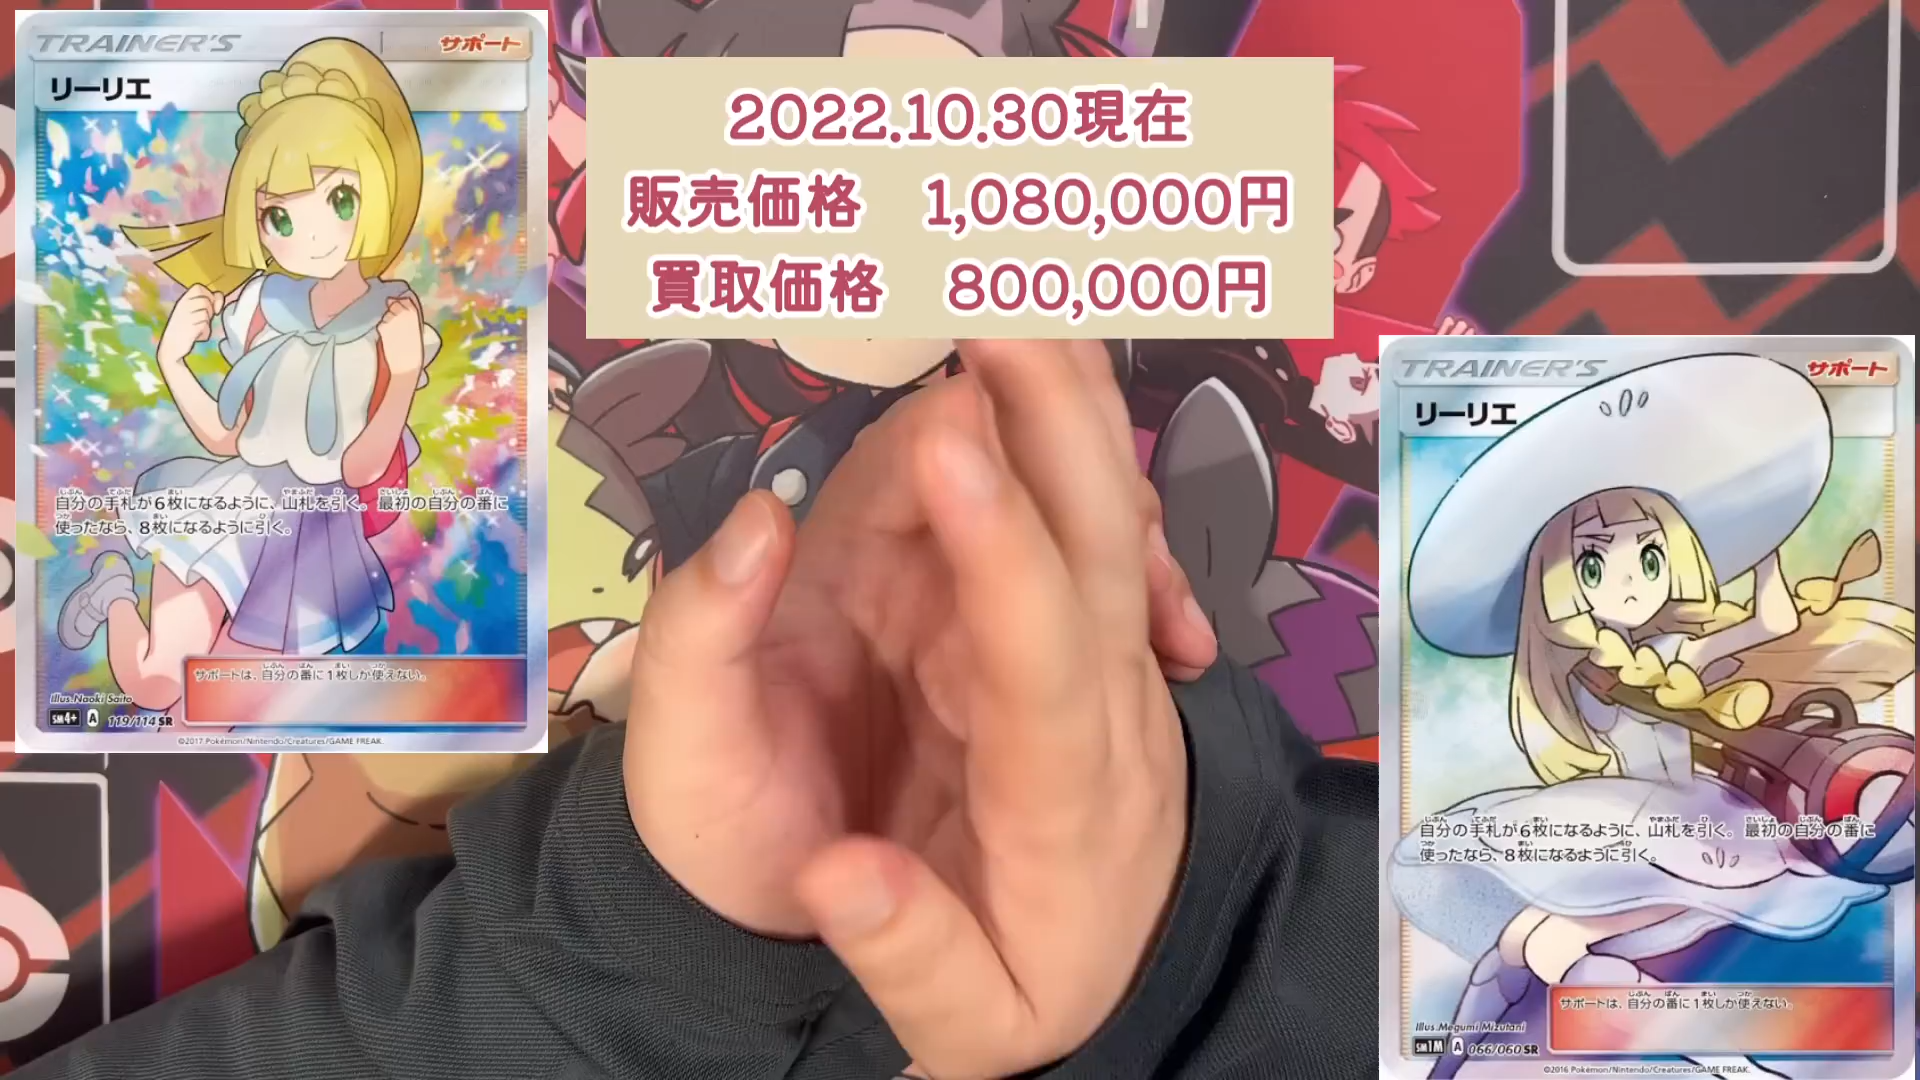 TRAINER'S サポート
リーリエ
自分の手札が6枚になるように、山札を引く。最初の自分の番に
使ったなら、8枚になるように引く。
サポートは、自分の番に1枚しか使えない。
Illus.Naoki Saito
SM4+ A 119/114 SR
©2017 Pokémon/Nintendo/Creatures/GAME FREAK.
2022.10.30現在
販売価格 1,080,000円
買取価格 800,000円
TRAINER'S サポート
リーリエ
自分の手札が6枚になるように、山札を引く。最初の自分の番に
使ったなら、8枚になるように引く。
サポートは、自分の番に1枚しか使えない。
Illus.Megumi Mizutani
SM1M A 066/060 SR
©2016 Pokémon/Nintendo/Creatures/GAME FREAK.